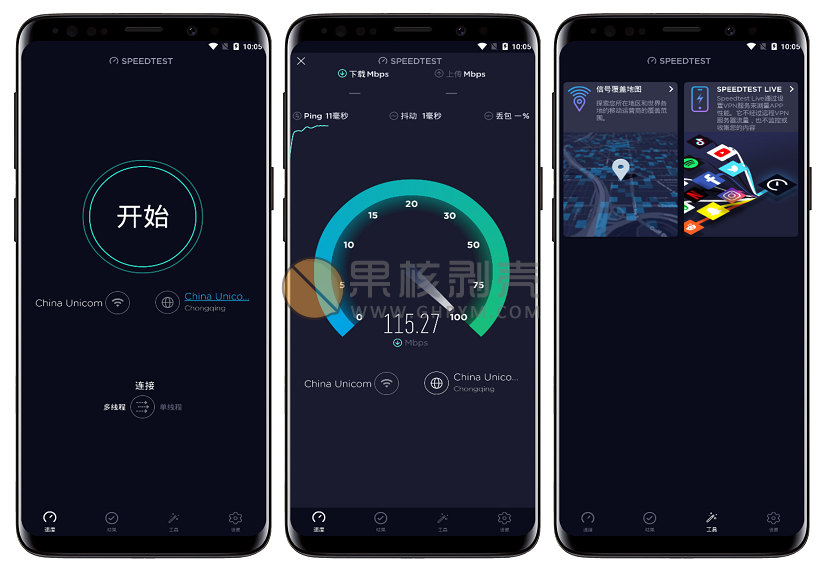 10:05
SPEEDTEST
开始
China Unicom
China Unico...
Chongqing
连接
多线程
单线程
速度
结果
工具
设置
10:05
SPEEDTEST
下载 Mbps
上传 Mbps
Ping 11毫秒
抖动 1毫秒
丢包 —%
20
15
30
10
50
5
75
0
100
115.27
Mbps
果核剥壳
WWW.GHPYM.COM
China Unicom
China Unico...
Chongqing
速度
结果
工具
设置
10:05
SPEEDTEST
信号覆盖地图
探索您所在地区和世界各
地的移动运营商的覆盖范
围。
SPEEDTEST LIVE
Speedtest Live通过设
置VPN服务来测量APP
性能。它不经过远程VPN
服务器流量，也不监控或
收集您的内容
速度
结果
工具
设置